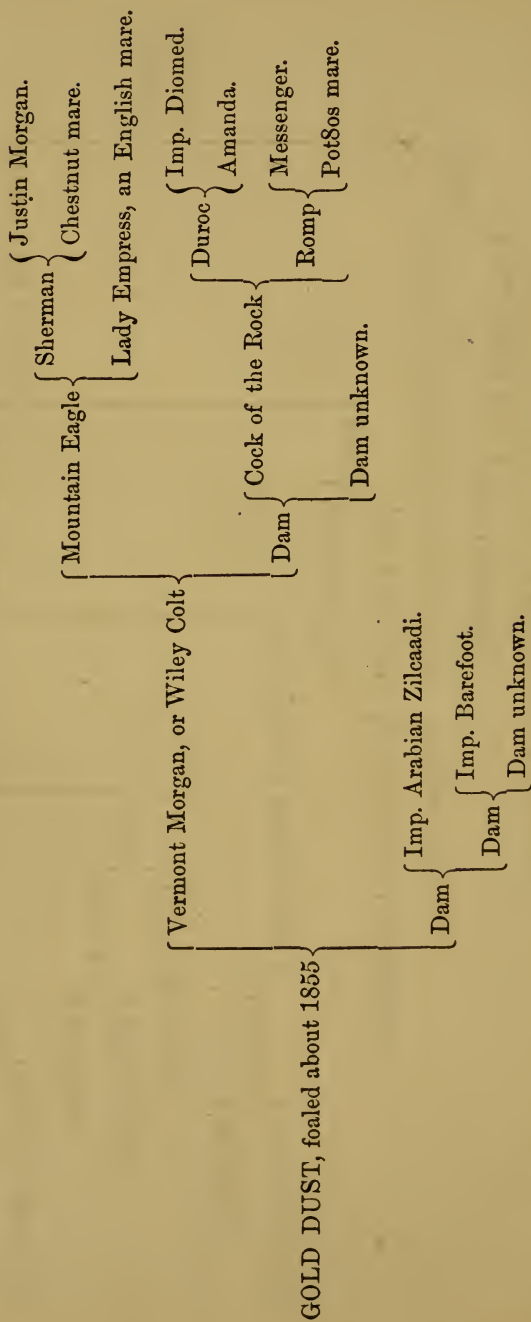 GOLD DUST, foaled about 1855
Vermont Morgan, or Wiley Colt
Mountain Eagle
Sherman
Justin Morgan.
Chestnut mare.
Lady Empress, an English mare.
Dam
Cock of the Rock
Duroc
Imp. Diomed.
Amanda.
Romp
Messenger.
Pot8os mare.
Dam unknown.
Dam
Imp. Arabian Zilcaadi.
Dam
Imp. Barefoot.
Dam unknown.